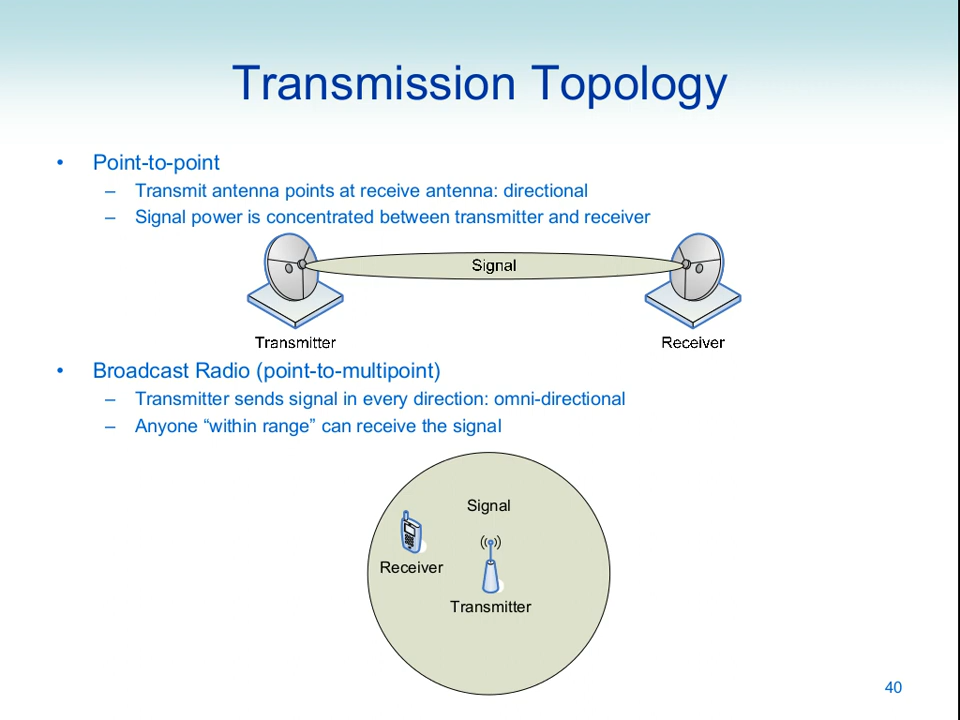 Transmission Topology
• Point-to-point
– Transmit antenna points at receive antenna: directional
– Signal power is concentrated between transmitter and receiver
Signal
Transmitter
Receiver
• Broadcast Radio (point-to-multipoint)
– Transmitter sends signal in every direction: omni-directional
– Anyone “within range” can receive the signal
Signal
Receiver
Transmitter
40